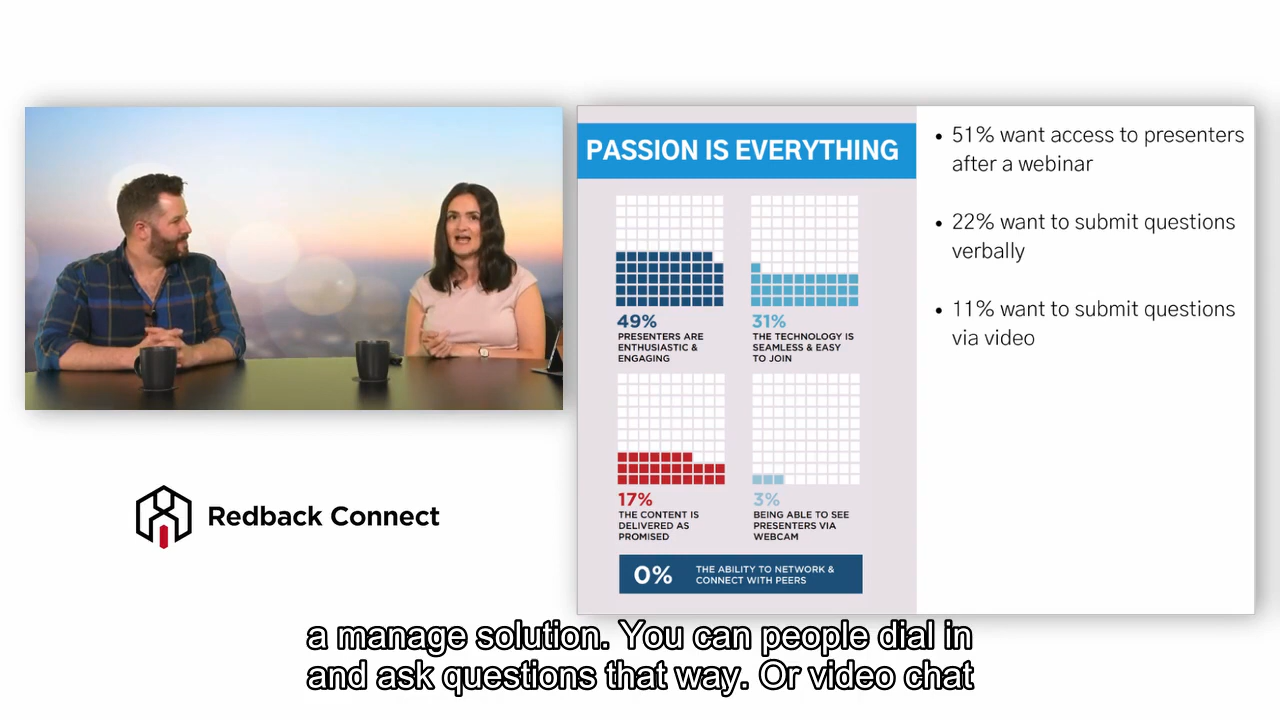 PASSION IS EVERYTHING
49%
PRESENTERS ARE
ENTHUSIASTIC &
ENGAGING
31%
THE TECHNOLOGY IS
SEAMLESS & EASY
TO JOIN
17%
THE CONTENT IS
DELIVERED AS
PROMISED
3%
BEING ABLE TO SEE
PRESENTERS VIA
WEBCAM
0%
THE ABILITY TO NETWORK &
CONNECT WITH PEERS
• 51% want access to presenters
after a webinar
• 22% want to submit questions
verbally
• 11% want to submit questions
via video
Redback Connect
a manage solution. You can people dial in
and ask questions that way. Or video chat